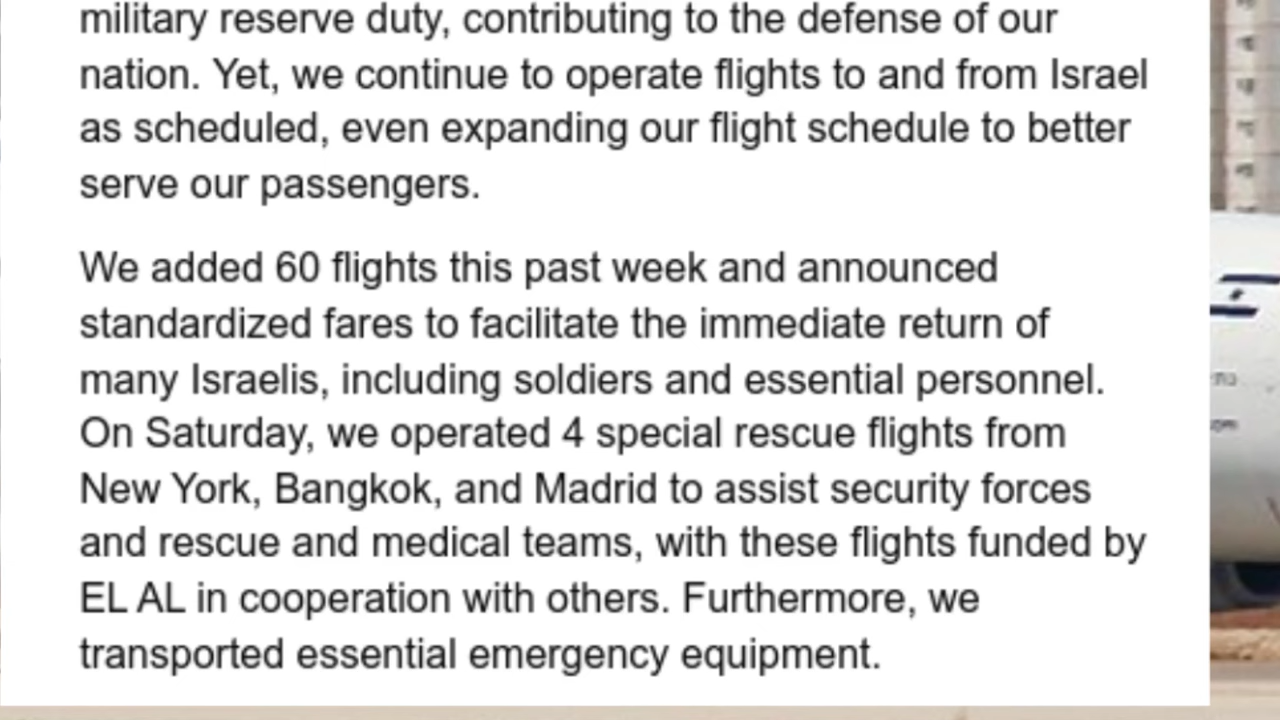 military reserve duty, contributing to the defense of our
nation. Yet, we continue to operate flights to and from Israel
as scheduled, even expanding our flight schedule to better
serve our passengers.
We added 60 flights this past week and announced
standardized fares to facilitate the immediate return of
many Israelis, including soldiers and essential personnel.
On Saturday, we operated 4 special rescue flights from
New York, Bangkok, and Madrid to assist security forces
and rescue and medical teams, with these flights funded by
EL AL in cooperation with others. Furthermore, we
transported essential emergency equipment.